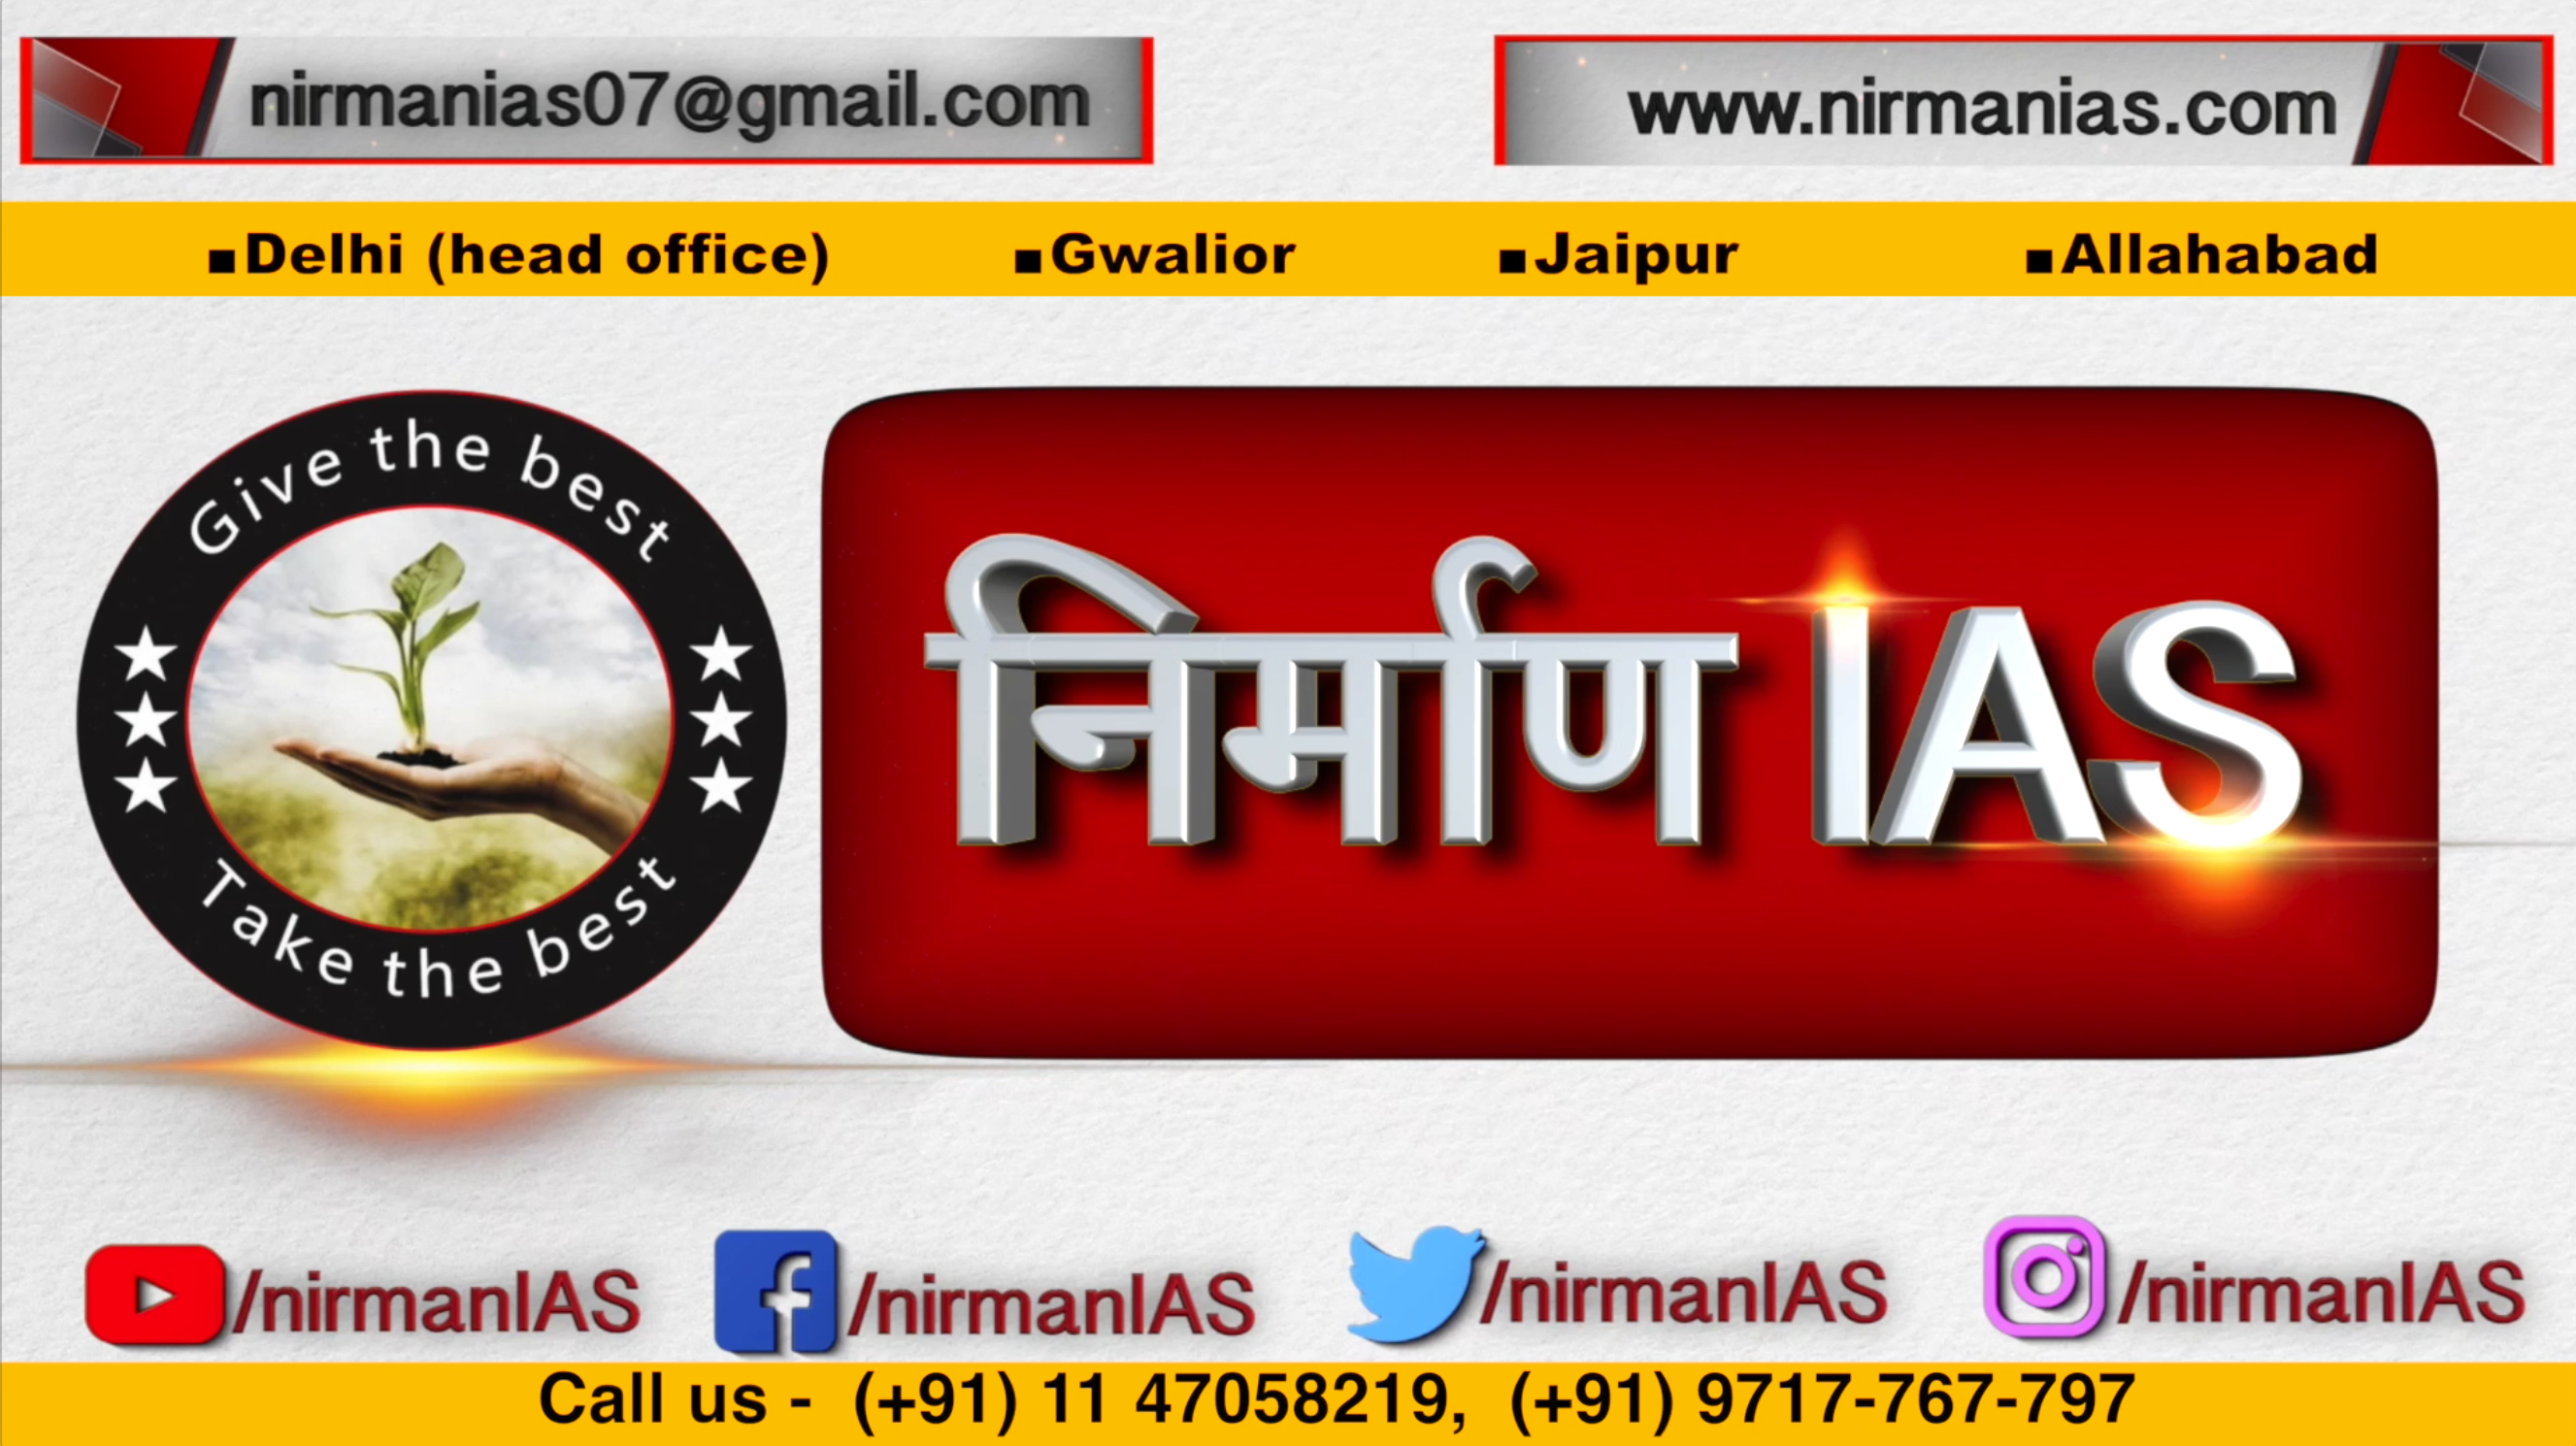 nirmanias07@gmail.com
www.nirmanias.com
▪Delhi (head office) ▪Gwalior ▪Jaipur ▪Allahabad
Give the best
Take the best
निर्माण IAS
/nirmanIAS /nirmanIAS /nirmanIAS /nirmanIAS
Call us - (+91) 11 47058219, (+91) 9717-767-797